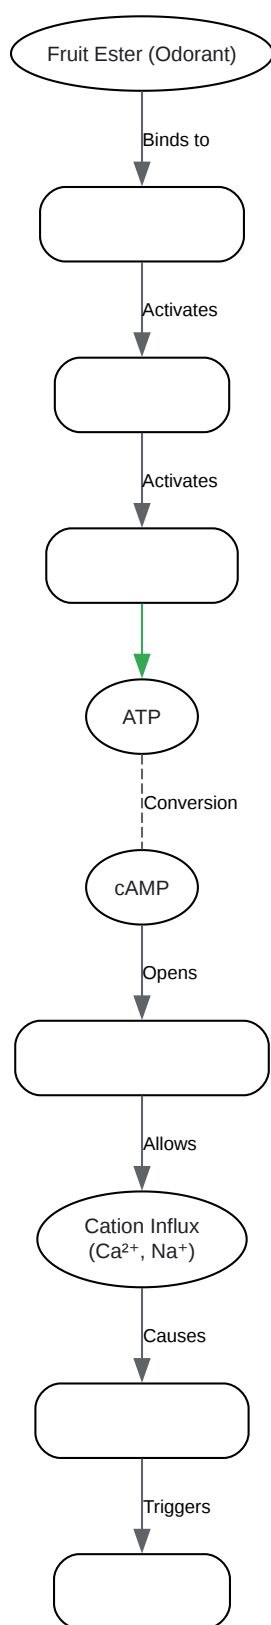 Fruit Ester (Odorant)
Binds to
Activates
Activates
ATP
Conversion
cAMP
Opens
Allows
Cation Influx
(Ca²⁺, Na⁺)
Causes
Triggers